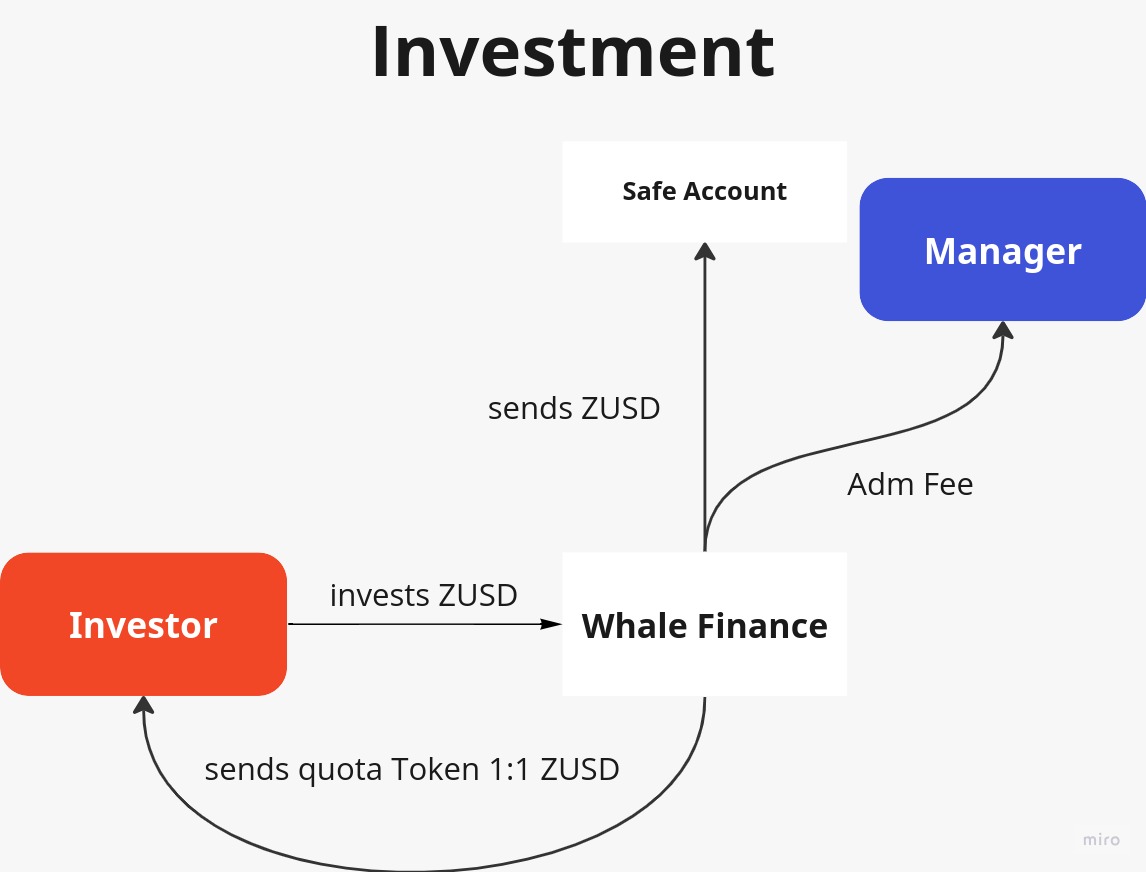 Investment
Safe Account
Manager
sends ZUSD
Adm Fee
invests ZUSD
Investor
Whale Finance
sends quota Token 1:1 ZUSD
miro